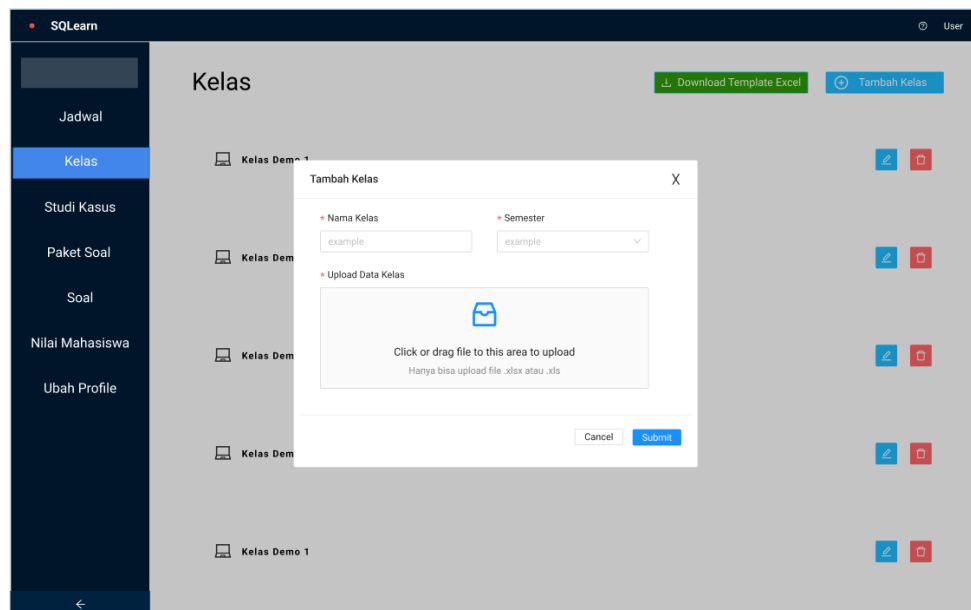 SQLearn
User
Kelas
Download Template Excel
Tambah Kelas
Jadwal
Kelas
Studi Kasus
Paket Soal
Soal
Nilai Mahasiswa
Ubah Profile
Kelas Demo 1
Tambah Kelas
X
* Nama Kelas
* Semester
example
example
Kelas Dem
* Upload Data Kelas
Click or drag file to this area to upload
Kelas Dem
Hanya bisa upload file .xlsx atau .xls
Cancel
Submit
Kelas Dem
Kelas Demo 1